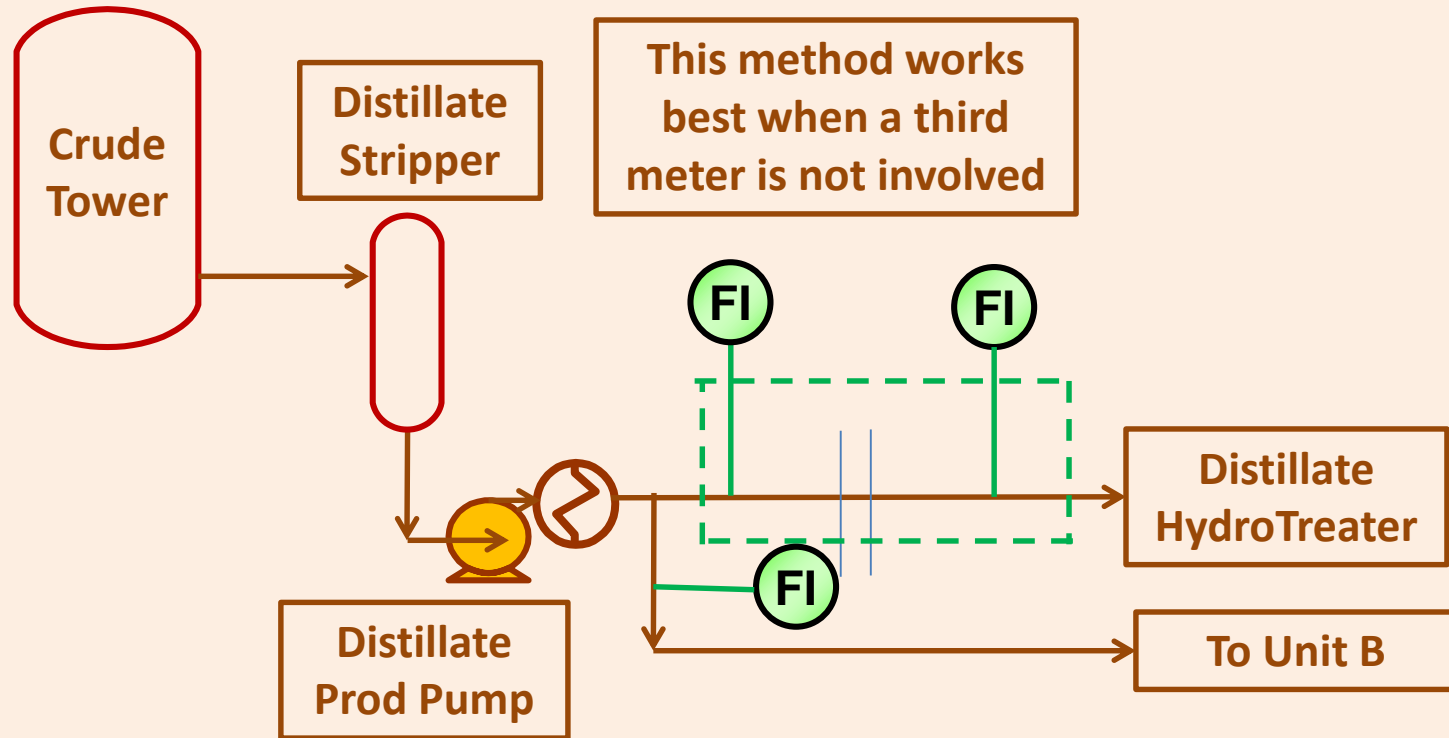 Crude
Tower
Distillate
Stripper
This method works
best when a third
meter is not involved
FI
FI
Distillate
HydroTreater
FI
Distillate
Prod Pump
To Unit B